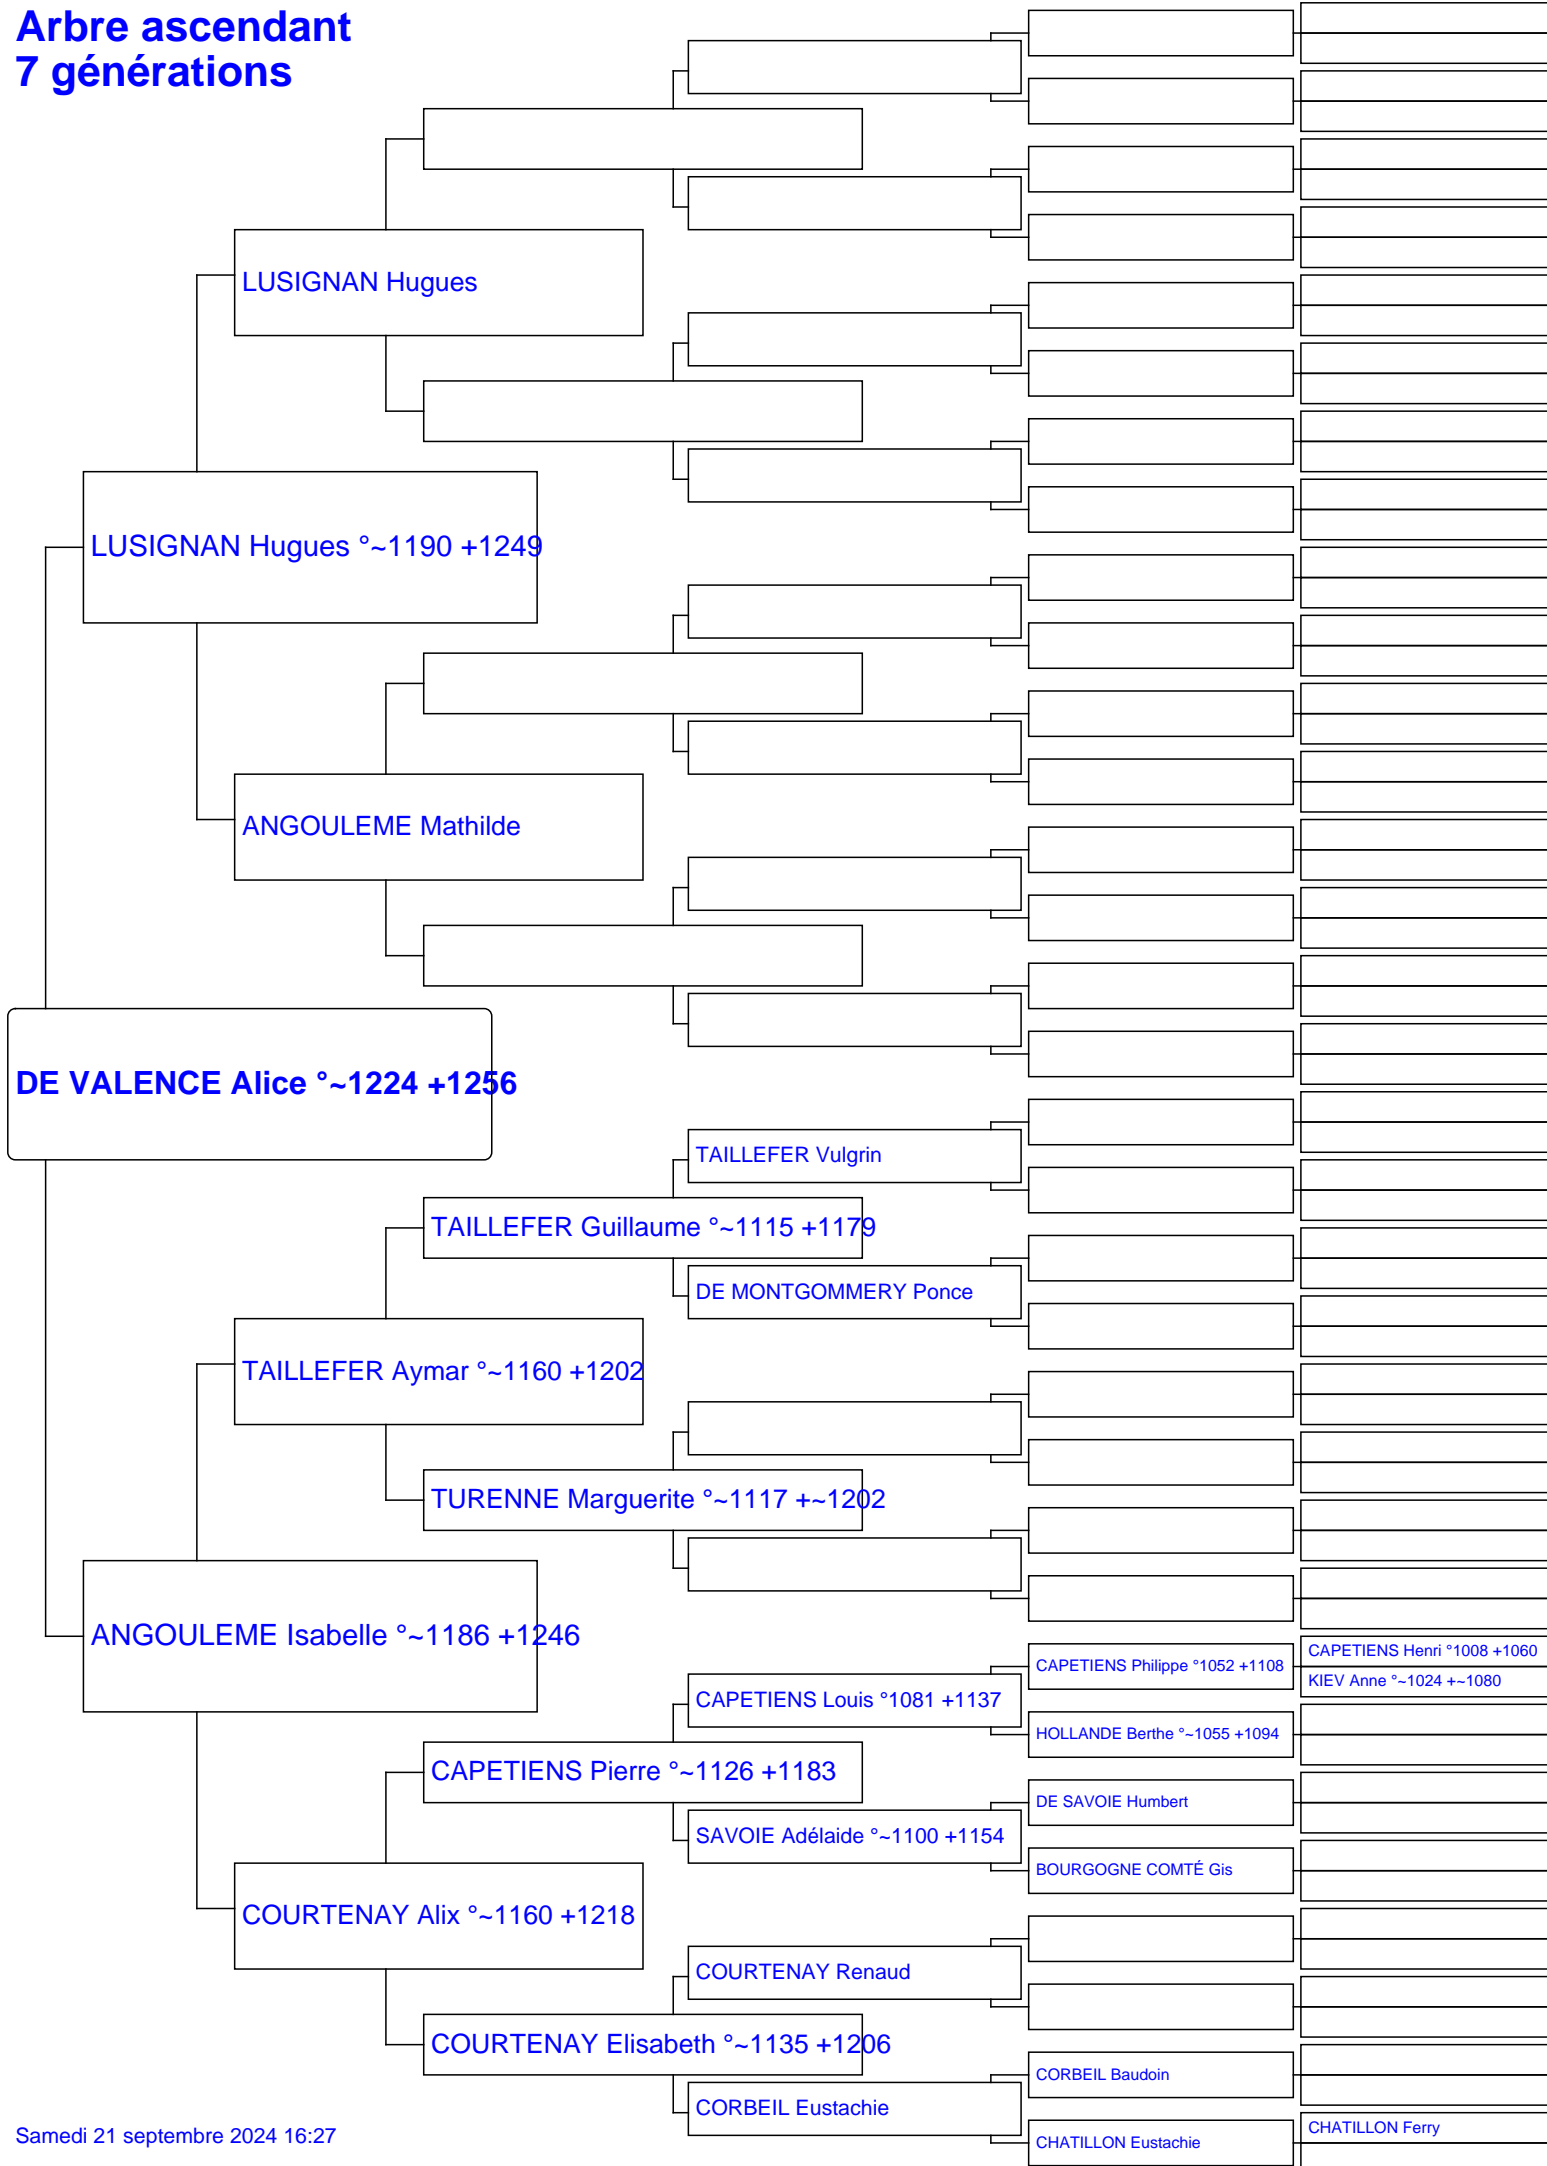 Arbre ascendant
7 générations
LUSIGNAN Hugues
LUSIGNAN Hugues °~1190 +1249
ANGOULEME Mathilde
DE VALENCE Alice °~1224 +1256
TAILLEFER Vulgrin
TAILLEFER Guillaume °~1115 +1179
DE MONTGOMMERY Ponce
TAILLEFER Aymar °~1160 +1202
TURENNE Marguerite °~1117 +~1202
ANGOULEME Isabelle °~1186 +1246
CAPETIENS Henri °1008 +1060
CAPETIENS Philippe °1052 +1108
KIEV Anne °~1024 +~1080
CAPETIENS Louis °1081 +1137
HOLLANDE Berthe °~1055 +1094
CAPETIENS Pierre °~1126 +1183
DE SAVOIE Humbert
SAVOIE Adélaide °~1100 +1154
BOURGOGNE COMTÉ Gis
COURTENAY Alix °~1160 +1218
COURTENAY Renaud
COURTENAY Elisabeth °~1135 +1206
CORBEIL Baudoin
CORBEIL Eustachie
CHATILLON Ferry
CHATILLON Eustachie
Samedi 21 septembre 2024 16:27